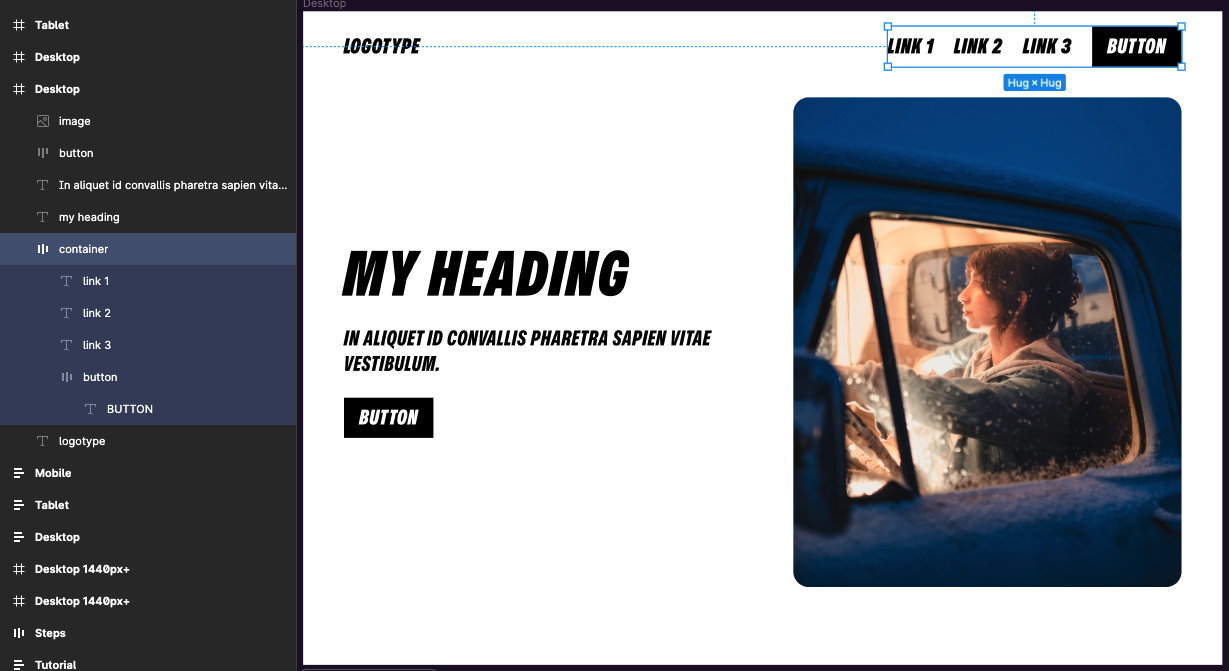 Tablet
Desktop
Desktop
image
button
In aliquet id convallis pharetra sapien vita...
my heading
container
link 1
link 2
link 3
button
BUTTON
logotype
Mobile
Tablet
Desktop
Desktop 1440px+
Desktop 1440px+
Steps
Tutorial
Desktop
LOGOTYPE
LINK 1 LINK 2 LINK 3 BUTTON
Hug × Hug
MY HEADING
IN ALIQUET ID CONVALLIS PHARETRA SAPIEN VITAE
VESTIBULUM.
BUTTON